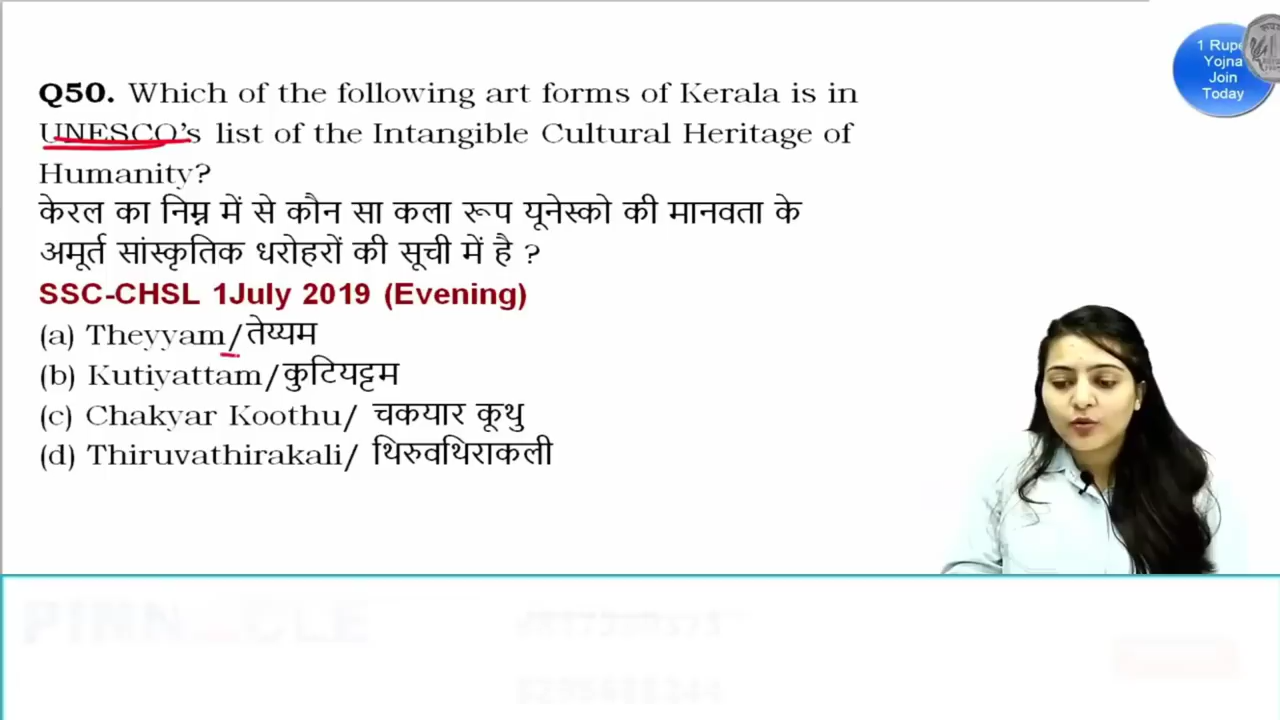 Q50. Which of the following art forms of Kerala is in
UNESCO's list of the Intangible Cultural Heritage of
Humanity?
केरल का निम्न में से कौन सा कला रूप यूनेस्को की मानवता के
अमूर्त सांस्कृतिक धरोहरों की सूची में है ?
SSC-CHSL 1July 2019 (Evening)
(a) Theyyam/तेय्यम
(b) Kutiyattam/कुटियट्टम
(c) Chakyar Koothu/ चकयार कूथु
(d) Thiruvathirakali/ थिरुवथिराकली
1 Rupe
Yojna
Join
Today
PINNACLE